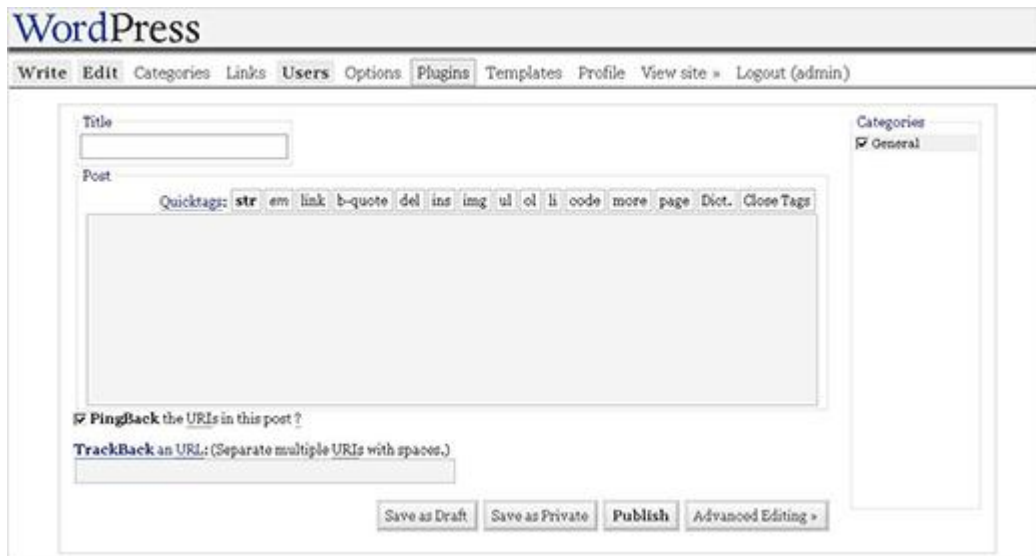 WordPress
Write Edit Categories Links Users Options Plugins Templates Profile View site » Logout (admin)
Title
Categories
General
Post
Quicktags: str em link b-quote del ins img ul ol li code more page Dict. Close Tags
PingBack the URIs in this post ?
TrackBack an URL: (Separate multiple URIs with spaces.)
Save as Draft Save as Private Publish Advanced Editing »